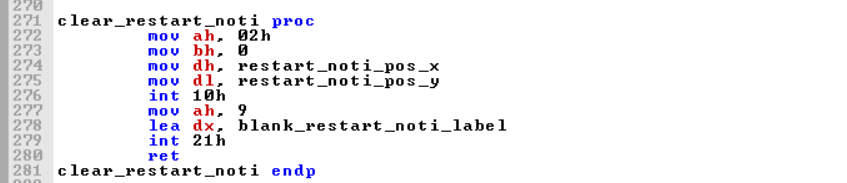 270
271 clear_restart_noti proc
272 mov ah, 02h
273 mov bh, 0
274 mov dh, restart_noti_pos_x
275 mov dl, restart_noti_pos_y
276 int 10h
277 mov ah, 9
278 lea dx, blank_restart_noti_label
279 int 21h
280 ret
281 clear_restart_noti endp